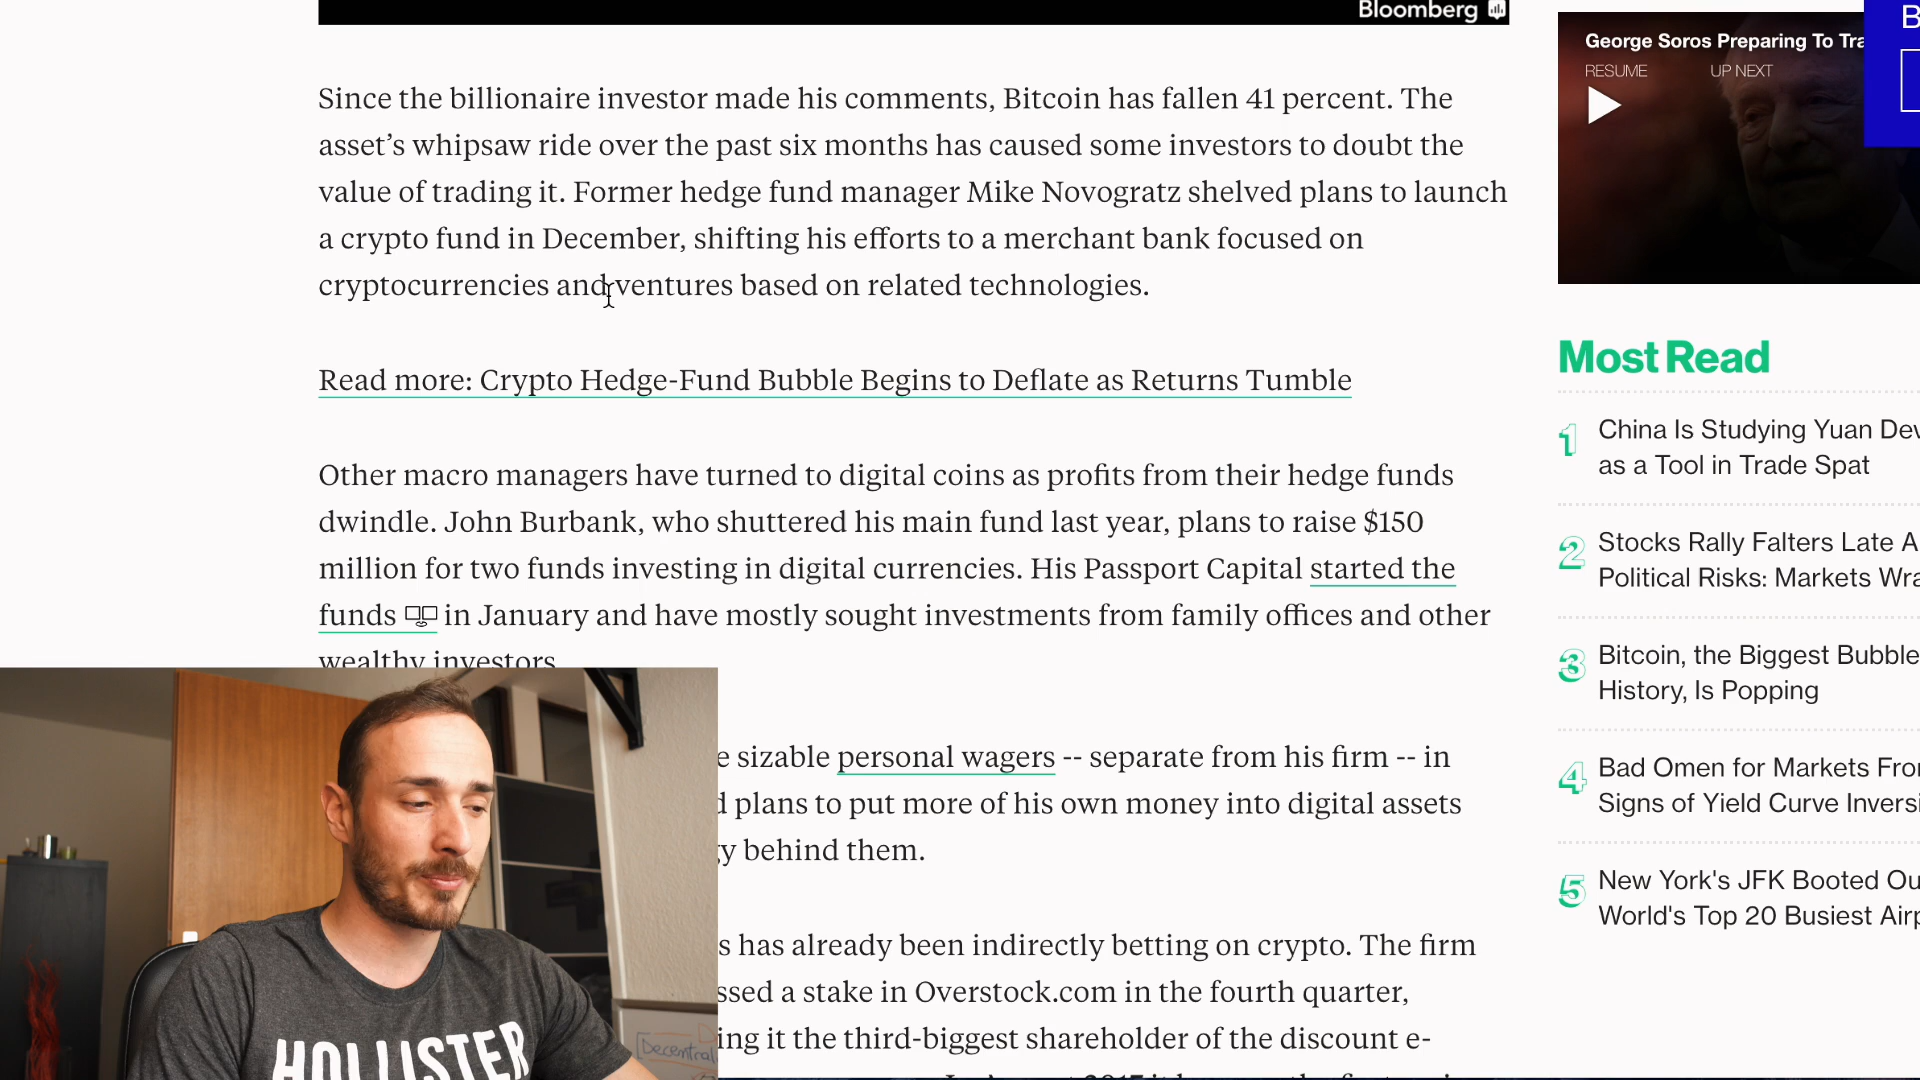 Bloomberg
Since the billionaire investor made his comments, Bitcoin has fallen 41 percent. The
asset’s whipsaw ride over the past six months has caused some investors to doubt the
value of trading it. Former hedge fund manager Mike Novogratz shelved plans to launch
a crypto fund in December, shifting his efforts to a merchant bank focused on
cryptocurrencies and ventures based on related technologies.
Read more: Crypto Hedge-Fund Bubble Begins to Deflate as Returns Tumble
Other macro managers have turned to digital coins as profits from their hedge funds
dwindle. John Burbank, who shuttered his main fund last year, plans to raise $150
million for two funds investing in digital currencies. His Passport Capital started the
funds in January and have mostly sought investments from family offices and other
wealthy investors.
e sizable personal wagers -- separate from his firm -- in
d plans to put more of his own money into digital assets
y behind them.
s has already been indirectly betting on crypto. The firm
ssed a stake in Overstock.com in the fourth quarter,
ing it the third-biggest shareholder of the discount e-
George Soros Preparing To Tra
RESUME UP NEXT
B
Most Read
1 China Is Studying Yuan Dev
as a Tool in Trade Spat
2 Stocks Rally Falters Late A
Political Risks: Markets Wra
3 Bitcoin, the Biggest Bubble
History, Is Popping
4 Bad Omen for Markets Fro
Signs of Yield Curve Inversi
5 New York's JFK Booted Ou
World's Top 20 Busiest Airp
HOLLISTER
Decentral